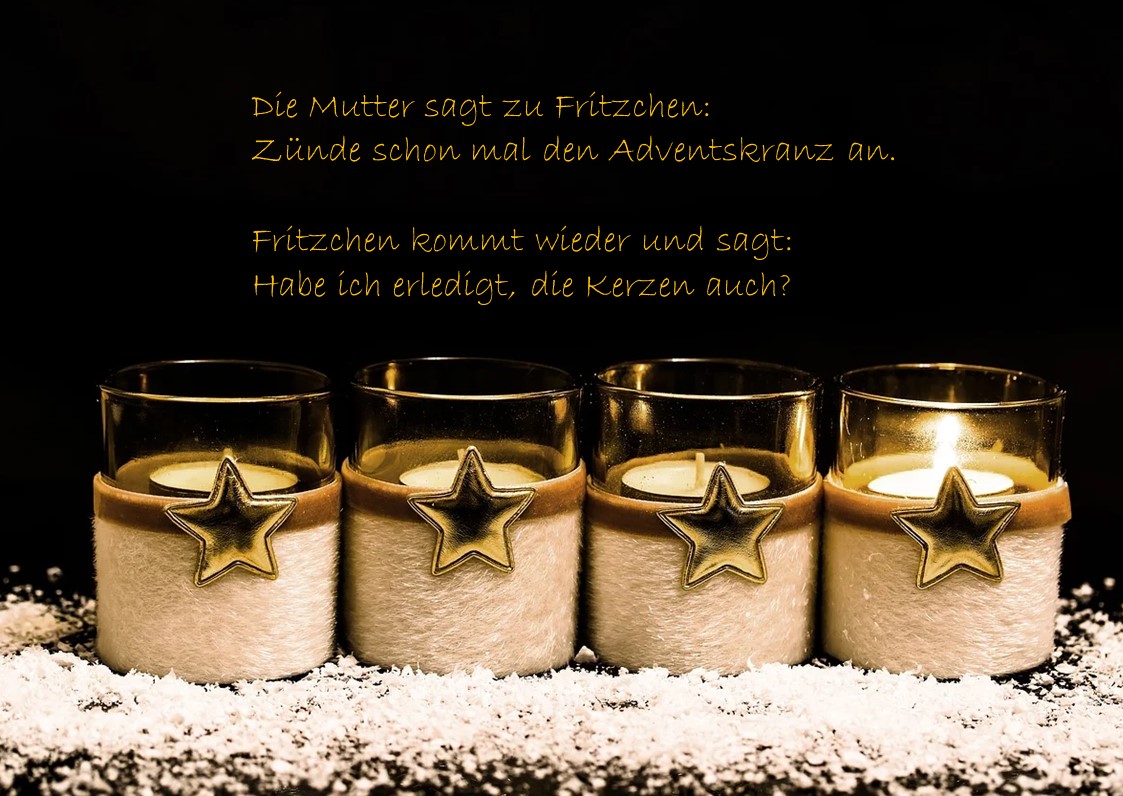 Die Mutter sagt zu Fritzchen:
Zünde schon mal den Adventskranz an.
Fritzchen kommt wieder und sagt:
Habe ich erledigt, die Kerzen auch?